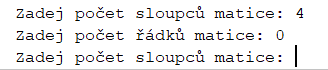 Zadej počet sloupců matice: 4
Zadej počet řádků matice: 0
Zadej počet sloupců matice: